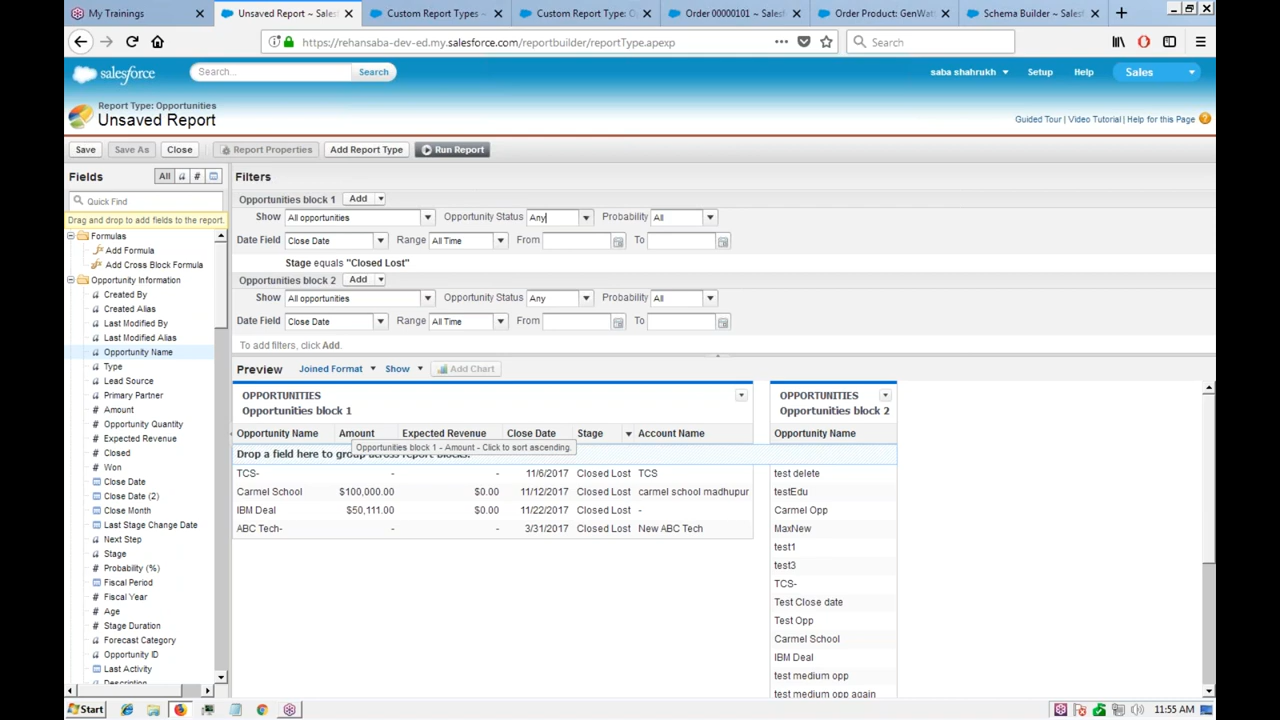 My Trainings
Unsaved Report ~ Sales
Custom Report Types ~
Custom Report Type: O
Order 00000101 ~ Salesf
Order Product: GenWatt
Schema Builder ~ Salesf
https://rehansaba-dev-ed.my.salesforce.com/reportbuilder/reportType.apexp
Search
salesforce
Search...
Search
saba shahrukh
Setup
Help
Sales
Report Type: Opportunities
Unsaved Report
Guided Tour | Video Tutorial | Help for this Page
Save
Save As
Close
Report Properties
Add Report Type
Run Report
Fields
All
#
Quick Find
Drag and drop to add fields to the report.
Formulas
Add Formula
Add Cross Block Formula
Opportunity Information
Created By
Created Alias
Last Modified By
Last Modified Alias
Opportunity Name
Type
Lead Source
Primary Partner
# Amount
# Opportunity Quantity
# Expected Revenue
# Closed
# Won
Close Date
Close Date (2)
Close Month
Last Stage Change Date
Next Step
Stage
# Probability (%)
Fiscal Period
# Fiscal Year
# Age
# Stage Duration
Forecast Category
Opportunity ID
Last Activity
Description
Filters
Opportunities block 1 Add
Show All opportunities Opportunity Status Any Probability All
Date Field Close Date Range All Time From To
Stage equals "Closed Lost"
Opportunities block 2 Add
Show All opportunities Opportunity Status Any Probability All
Date Field Close Date Range All Time From To
To add filters, click Add.
Preview Joined Format Show Add Chart
OPPORTUNITIES
Opportunities block 1
Opportunity Name Amount Expected Revenue Close Date Stage Account Name
Opportunities block 1 - Amount - Click to sort ascending.
Drop a field here to group across report blocks.
TCS- - - 11/6/2017 Closed Lost TCS
Carmel School $100,000.00 $0.00 11/12/2017 Closed Lost carmel school madhupur
IBM Deal $50,111.00 $0.00 11/22/2017 Closed Lost -
ABC Tech- - - 3/31/2017 Closed Lost New ABC Tech
OPPORTUNITIES
Opportunities block 2
Opportunity Name
test delete
testEdu
Carmel Opp
MaxNew
test1
test3
TCS-
Test Close date
Test Opp
Carmel School
IBM Deal
test medium opp
test medium opp again
Start
11:55 AM